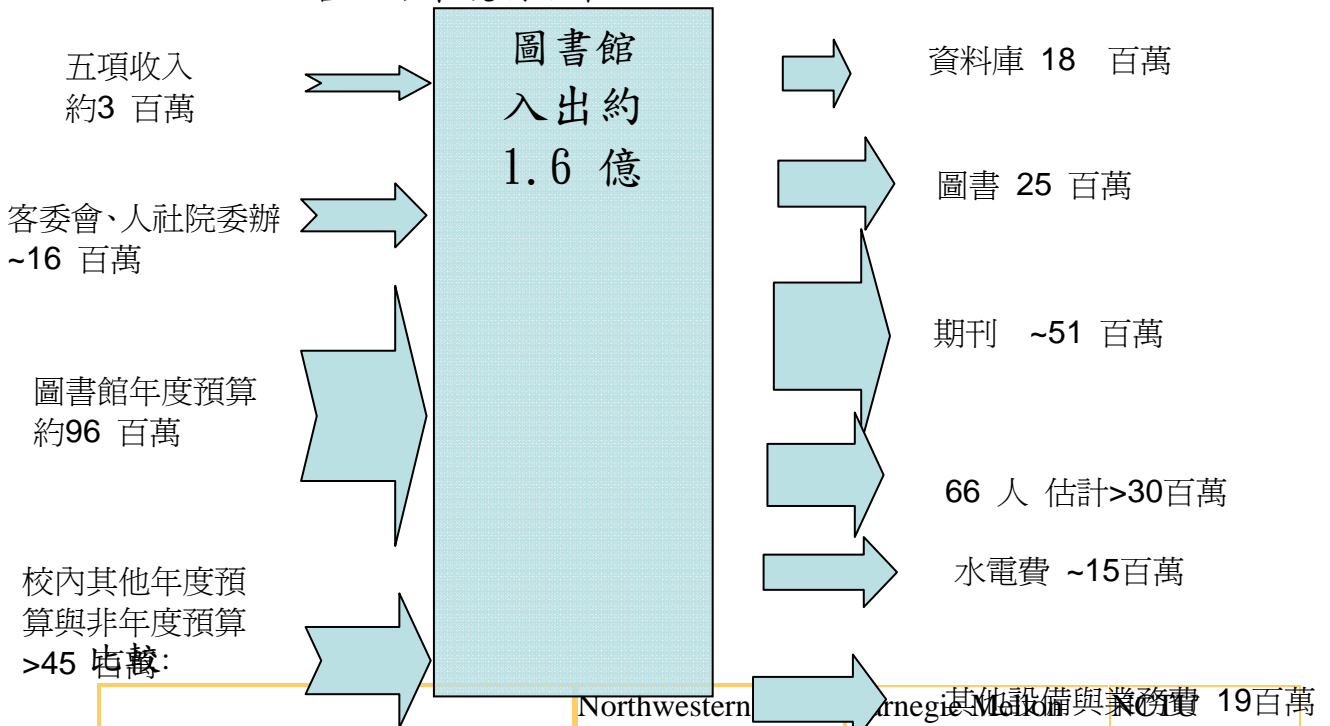 圖書館
入出約
1.6 億
五項收入
約3 百萬
客委會、人社院委辦
~16 百萬
圖書館年度預算
約96 百萬
校內其他年度預
算與非年度預算
>45 百萬
資料庫 18 百萬
圖書 25 百萬
期刊 ~51 百萬
66 人 估計>30百萬
水電費 ~15百萬
其他設備與業務費 19百萬
比較:
Northwestern
NCTU